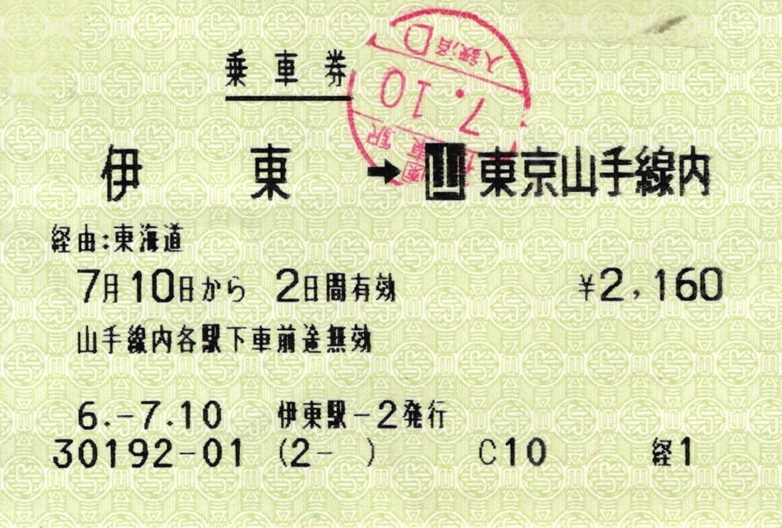 乗車券
伊東 → 山 東京山手線内
経由:東海道
7月10日から 2日間有効 ¥2,160
山手線内各駅下車前途無効
6.-7.10 伊東駅-2発行
30192-01 (2- ) C10 経1
7.10